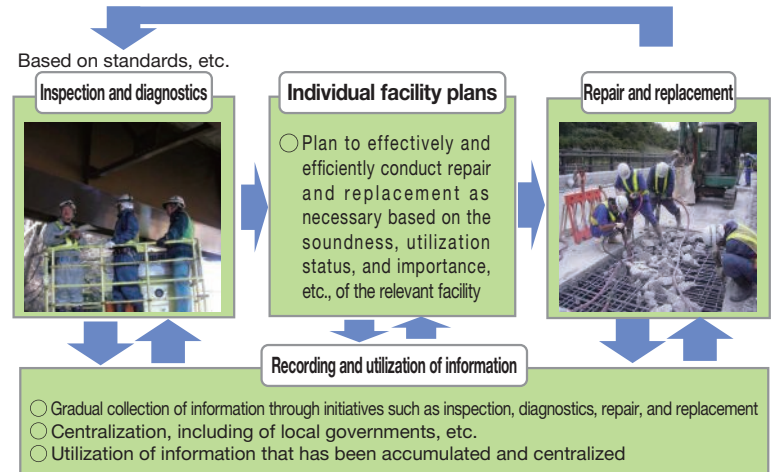 Based on standards, etc.
Inspection and diagnostics
Individual facility plans
Repair and replacement
○ Plan to effectively and
efficiently conduct repair
and replacement as
necessary based on the
soundness, utilization
status, and importance,
etc., of the relevant facility
Recording and utilization of information
○ Gradual collection of information through initiatives such as inspection, diagnostics, repair, and replacement
○ Centralization, including of local governments, etc.
○ Utilization of information that has been accumulated and centralized